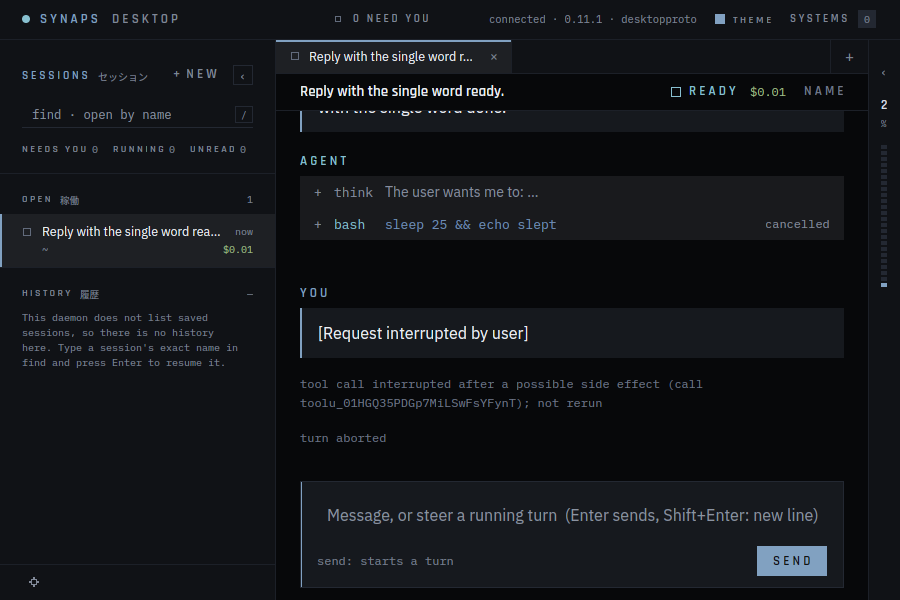 SYNAPS DESKTOP
0 NEED YOU
connected · 0.11.1 · desktopproto
THEME
SYSTEMS 0
SESSIONS セッション
+ NEW
‹
find · open by name /
NEEDS YOU 0 RUNNING 0 UNREAD 0
OPEN 稼働 1
Reply with the single word rea... now
~ $0.01
HISTORY 履歴 —
This daemon does not list saved
sessions, so there is no history
here. Type a session's exact name in
find and press Enter to resume it.
Reply with the single word r... ×
+
Reply with the single word ready.
READY $0.01 NAME
with the single word done.
AGENT
+ think The user wants me to: ...
+ bash sleep 25 && echo slept cancelled
YOU
[Request interrupted by user]
tool call interrupted after a possible side effect (call
toolu_01HGQ35PDGp7MiLSwFsYFynT); not rerun
turn aborted
Message, or steer a running turn (Enter sends, Shift+Enter: new line)
send: starts a turn
SEND
‹
2
%